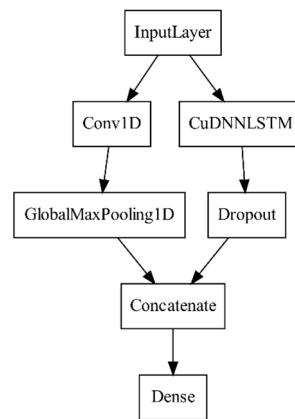 InputLayer
Conv1D
CuDNNLSTM
GlobalMaxPooling1D
Dropout
Concatenate
Dense